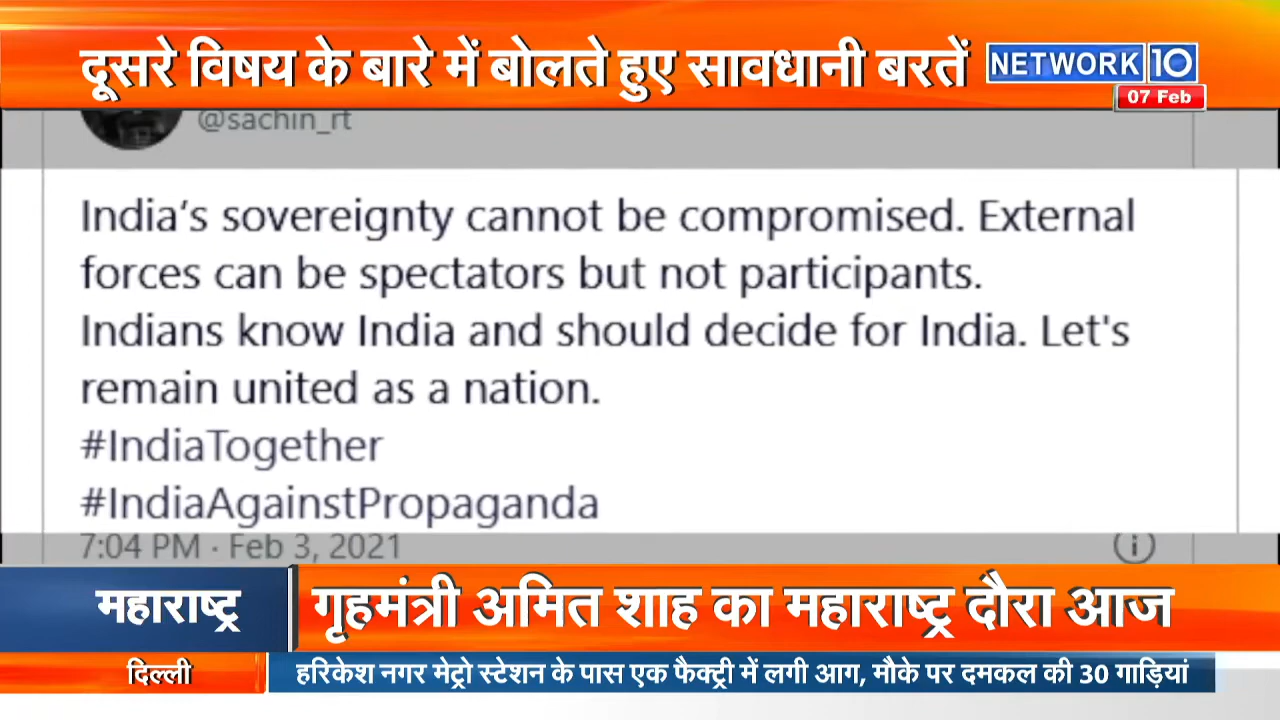 दूसरे विषय के बारे में बोलते हुए सावधानी बरतें
NETWORK 10
07 Feb
@sachin_rt
India‘s sovereignty cannot be compromised. External
forces can be spectators but not participants.
Indians know India and should decide for India. Let's
remain united as a nation.
#IndiaTogether
#IndiaAgainstPropaganda
7:04 PM · Feb 3, 2021
महाराष्ट्र
गृहमंत्री अमित शाह का महाराष्ट्र दौरा आज
दिल्ली
हरिकेश नगर मेट्रो स्टेशन के पास एक फैक्ट्री में लगी आग, मौके पर दमकल की 30 गाड़ियां